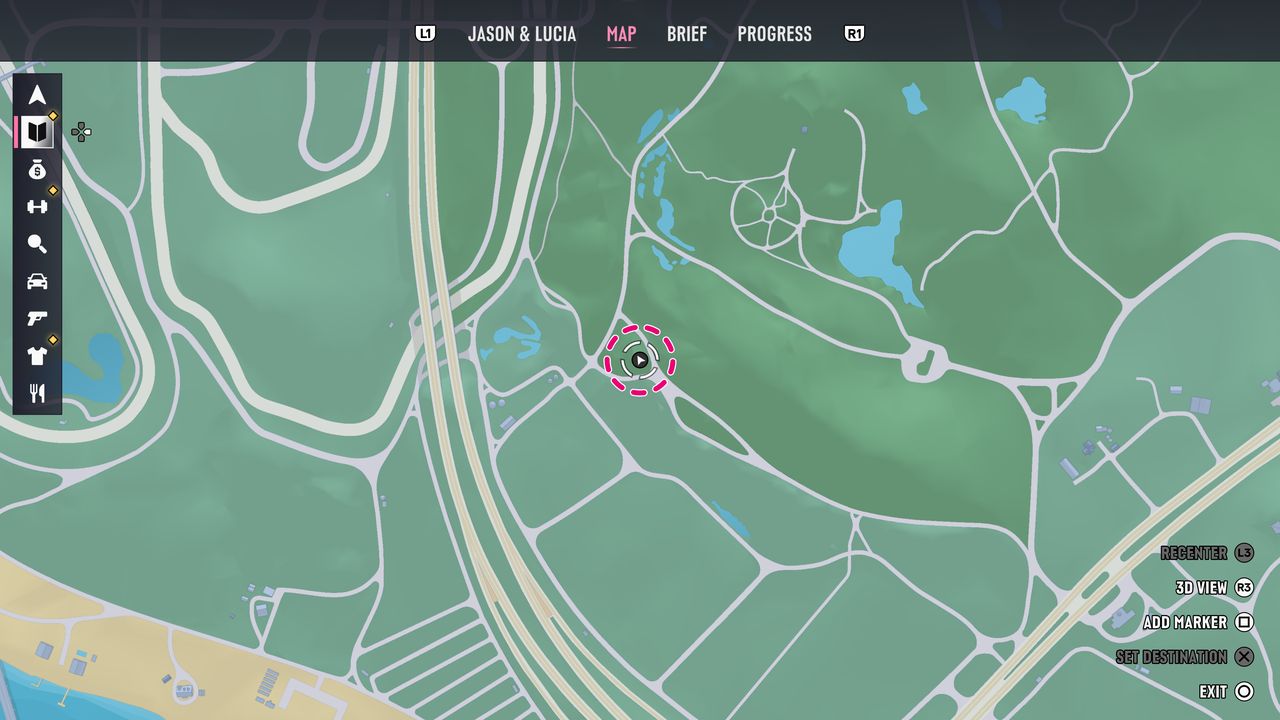 L1 JASON & LUCIA MAP BRIEF PROGRESS R1
$
RECENTER L3
3D VIEW R3
ADD MARKER
SET DESTINATION
EXIT